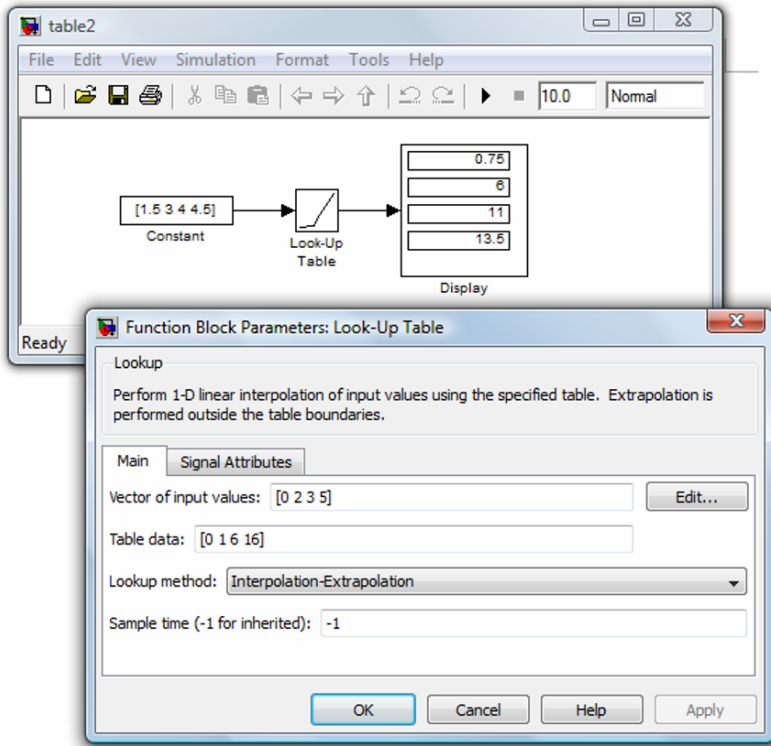 table2
File Edit View Simulation Format Tools Help
10.0 Normal
[1.5 3 4 4.5]
Constant
Look-Up
Table
0.75
6
11
13.5
Display
Ready
Function Block Parameters: Look-Up Table
Lookup
Perform 1-D linear interpolation of input values using the specified table. Extrapolation is
performed outside the table boundaries.
Main Signal Attributes
Vector of input values: [0 2 3 5] Edit...
Table data: [0 1 6 16]
Lookup method: Interpolation-Extrapolation
Sample time (-1 for inherited): -1
OK Cancel Help Apply